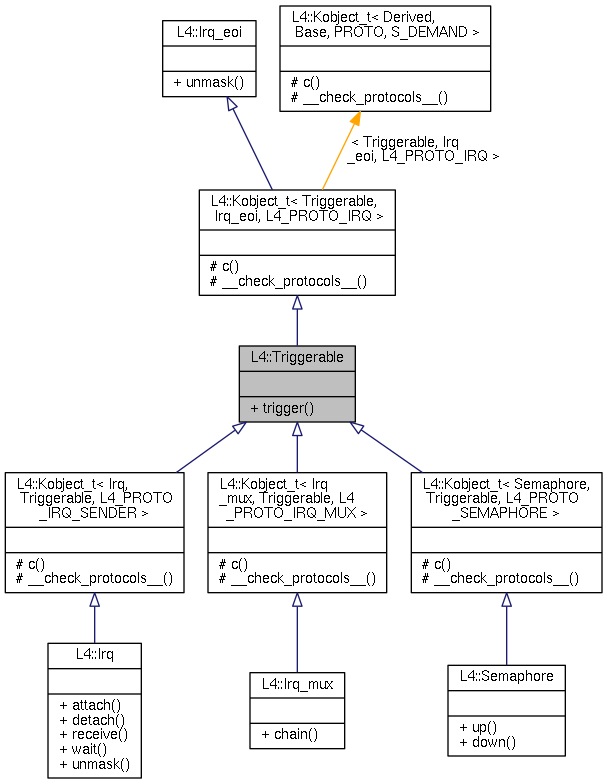 L4::Irq_eoi
+ unmask()
L4::Kobject_t< Derived,
Base, PROTO, S_DEMAND >
# c()
# __check_protocols__()
< Triggerable, Irq
_eoi, L4_PROTO_IRQ >
L4::Kobject_t< Triggerable,
Irq_eoi, L4_PROTO_IRQ >
# c()
# __check_protocols__()
L4::Triggerable
+ trigger()
L4::Kobject_t< Irq,
Triggerable, L4_PROTO
_IRQ_SENDER >
# c()
# __check_protocols__()
L4::Kobject_t< Irq
_mux, Triggerable, L4
_PROTO_IRQ_MUX >
# c()
# __check_protocols__()
L4::Kobject_t< Semaphore,
Triggerable, L4_PROTO
_SEMAPHORE >
# c()
# __check_protocols__()
L4::Irq
+ attach()
+ detach()
+ receive()
+ wait()
+ unmask()
L4::Irq_mux
+ chain()
L4::Semaphore
+ up()
+ down()